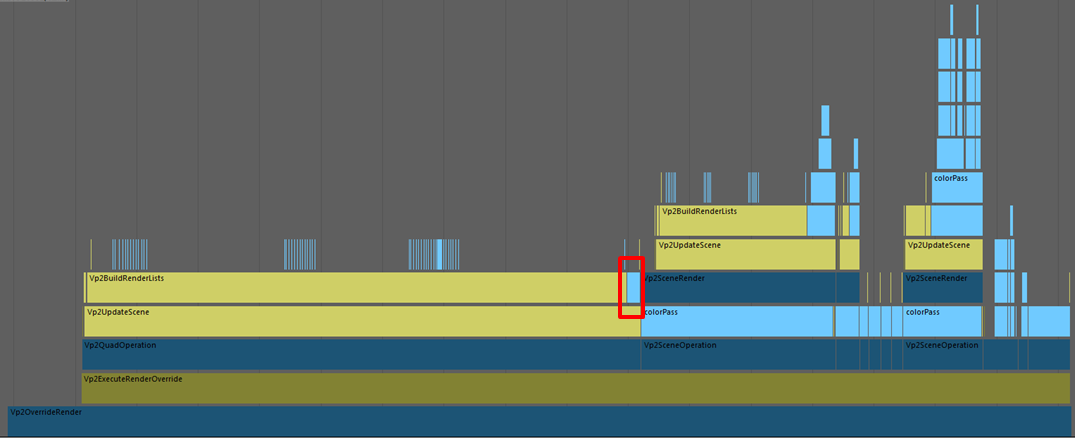 colorPass
Vp2BuildRenderLists
Vp2UpdateScene
Vp2UpdateScene
Vp2BuildRenderLists
Vp2SceneRender
Vp2SceneRender
Vp2UpdateScene
colorPass
colorPass
Vp2QuadOperation
Vp2SceneOperation
Vp2SceneOperation
Vp2ExecuteRenderOverride
Vp2OverrideRender